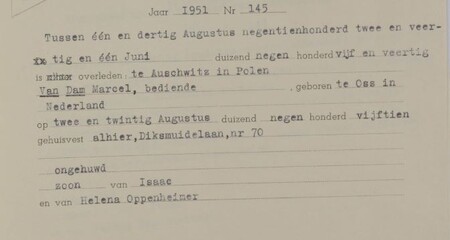 Jaar 1951 Nr 145
Tussen één en dertig Augustus negentienhonderd twee en veer-
tig en één Juni duizend negen honderd vijf en veertig
is alhier overleden te Auschwitz in Polen
Van Dam Marcel, bediende , geboren te Oss in
Nederland
op twee en twintig Augustus duizend negen honderd vijftien
gehuisvest alhier,Diksmuidelaan,nr 70
ongehuwd
zoon van Isaac
en van Helena Oppenheimer